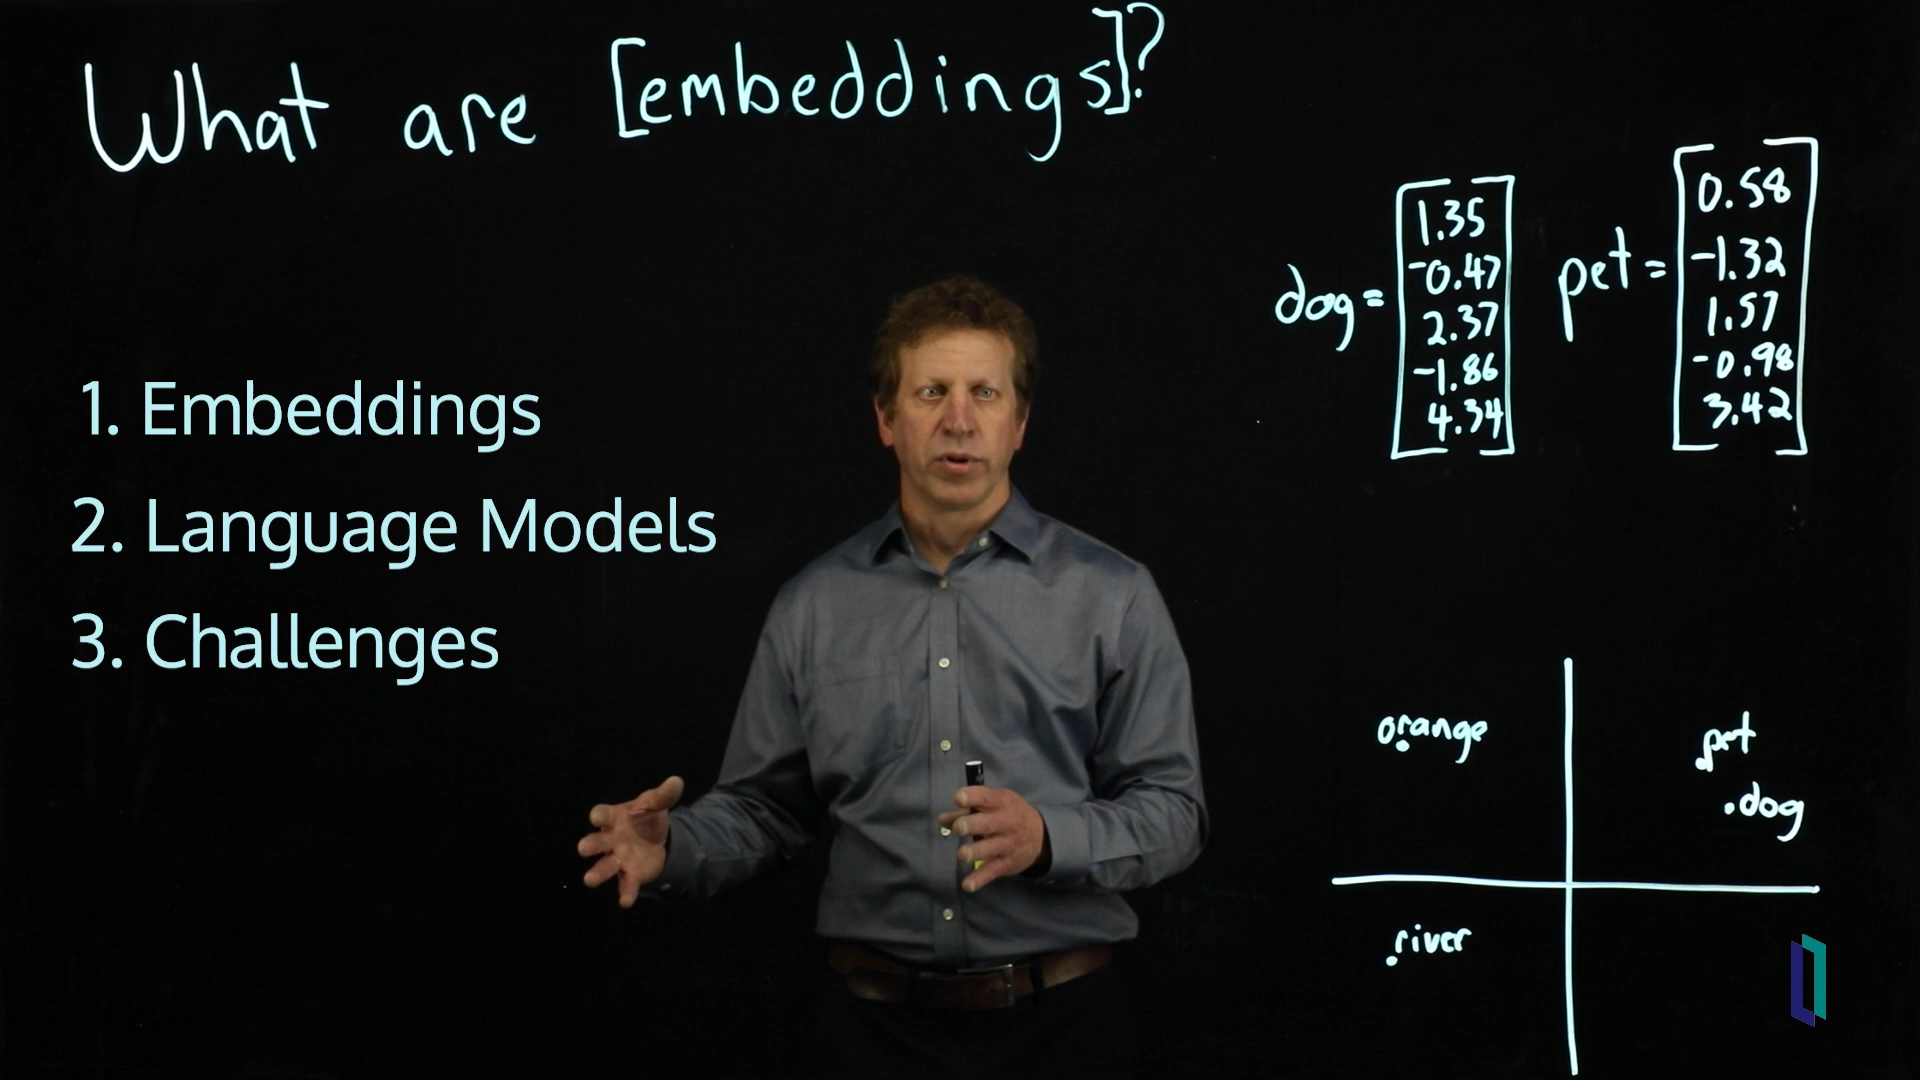 What are [embeddings]?
1. Embeddings
2. Language Models
3. Challenges
dog = [1.35
-0.47
2.37
-1.86
4.34]
pet = [0.58
-1.32
1.57
-0.98
3.42]
orange
pet
.dog
river